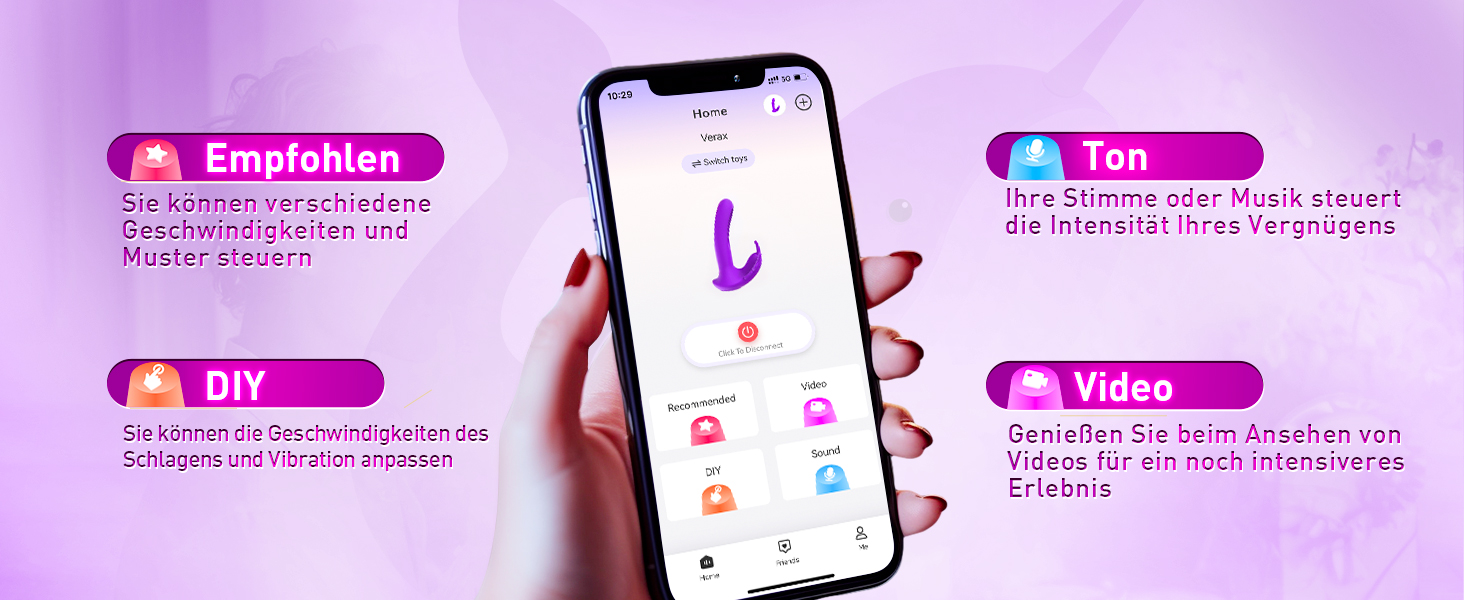 Empfohlen
Sie können verschiedene
Geschwindigkeiten und
Muster steuern
DIY
Sie können die Geschwindigkeiten des
Schlagens und Vibration anpassen
10:29
5G
Home
Verax
Switch toys
Click To Disconnect
Recommended
Video
DIY
Sound
Home
Friends
Me
Ton
Ihre Stimme oder Musik steuert
die Intensität Ihres Vergnügens
Video
Genießen Sie beim Ansehen von
Videos für ein noch intensiveres
Erlebnis